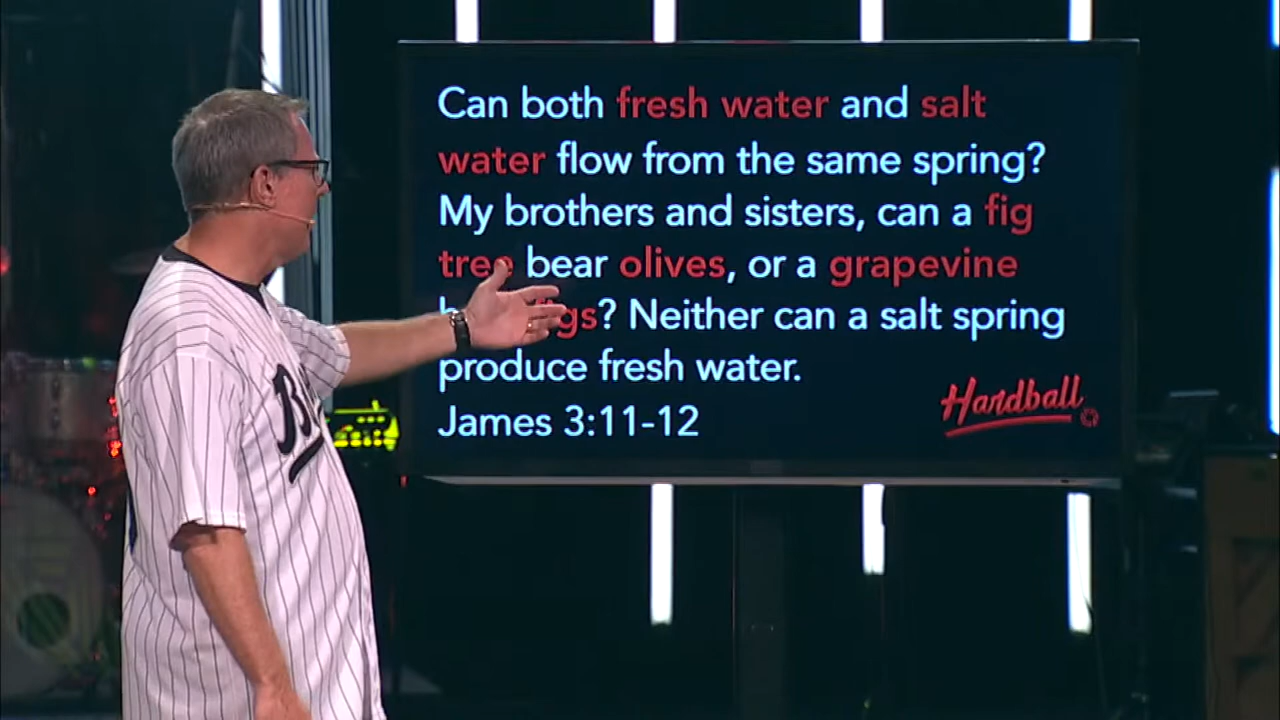 Can both fresh water and salt
water flow from the same spring?
My brothers and sisters, can a fig
tree bear olives, or a grapevine
? Neither can a salt spring
produce fresh water.
James 3:11-12
Hardball